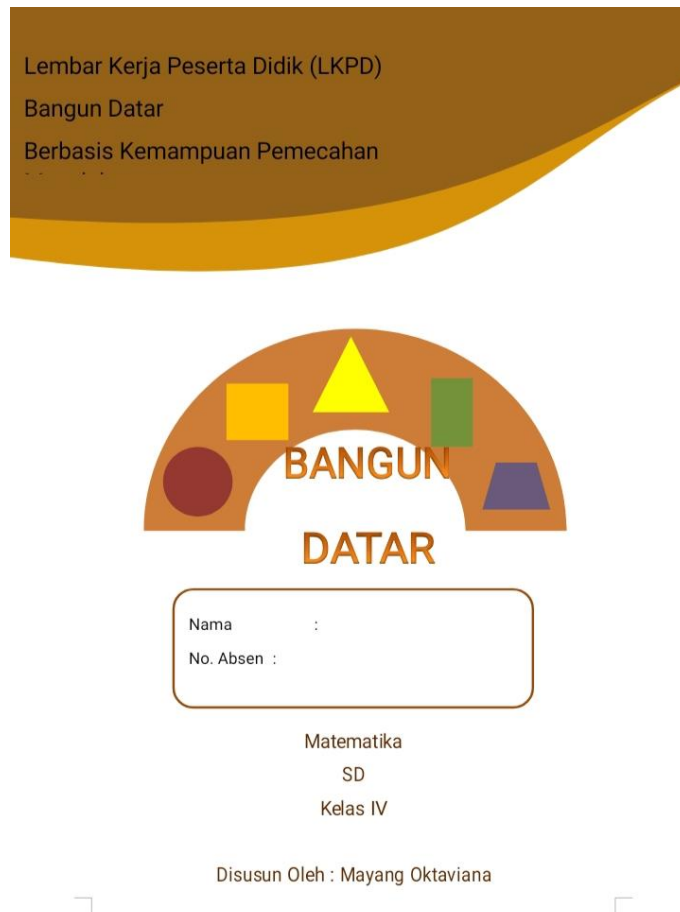 Lembar Kerja Peserta Didik (LKPD)
Bangun Datar
Berbasis Kemampuan Pemecahan
BANGUN
DATAR
Nama :
No. Absen :
Matematika
SD
Kelas IV
Disusun Oleh : Mayang Oktaviana